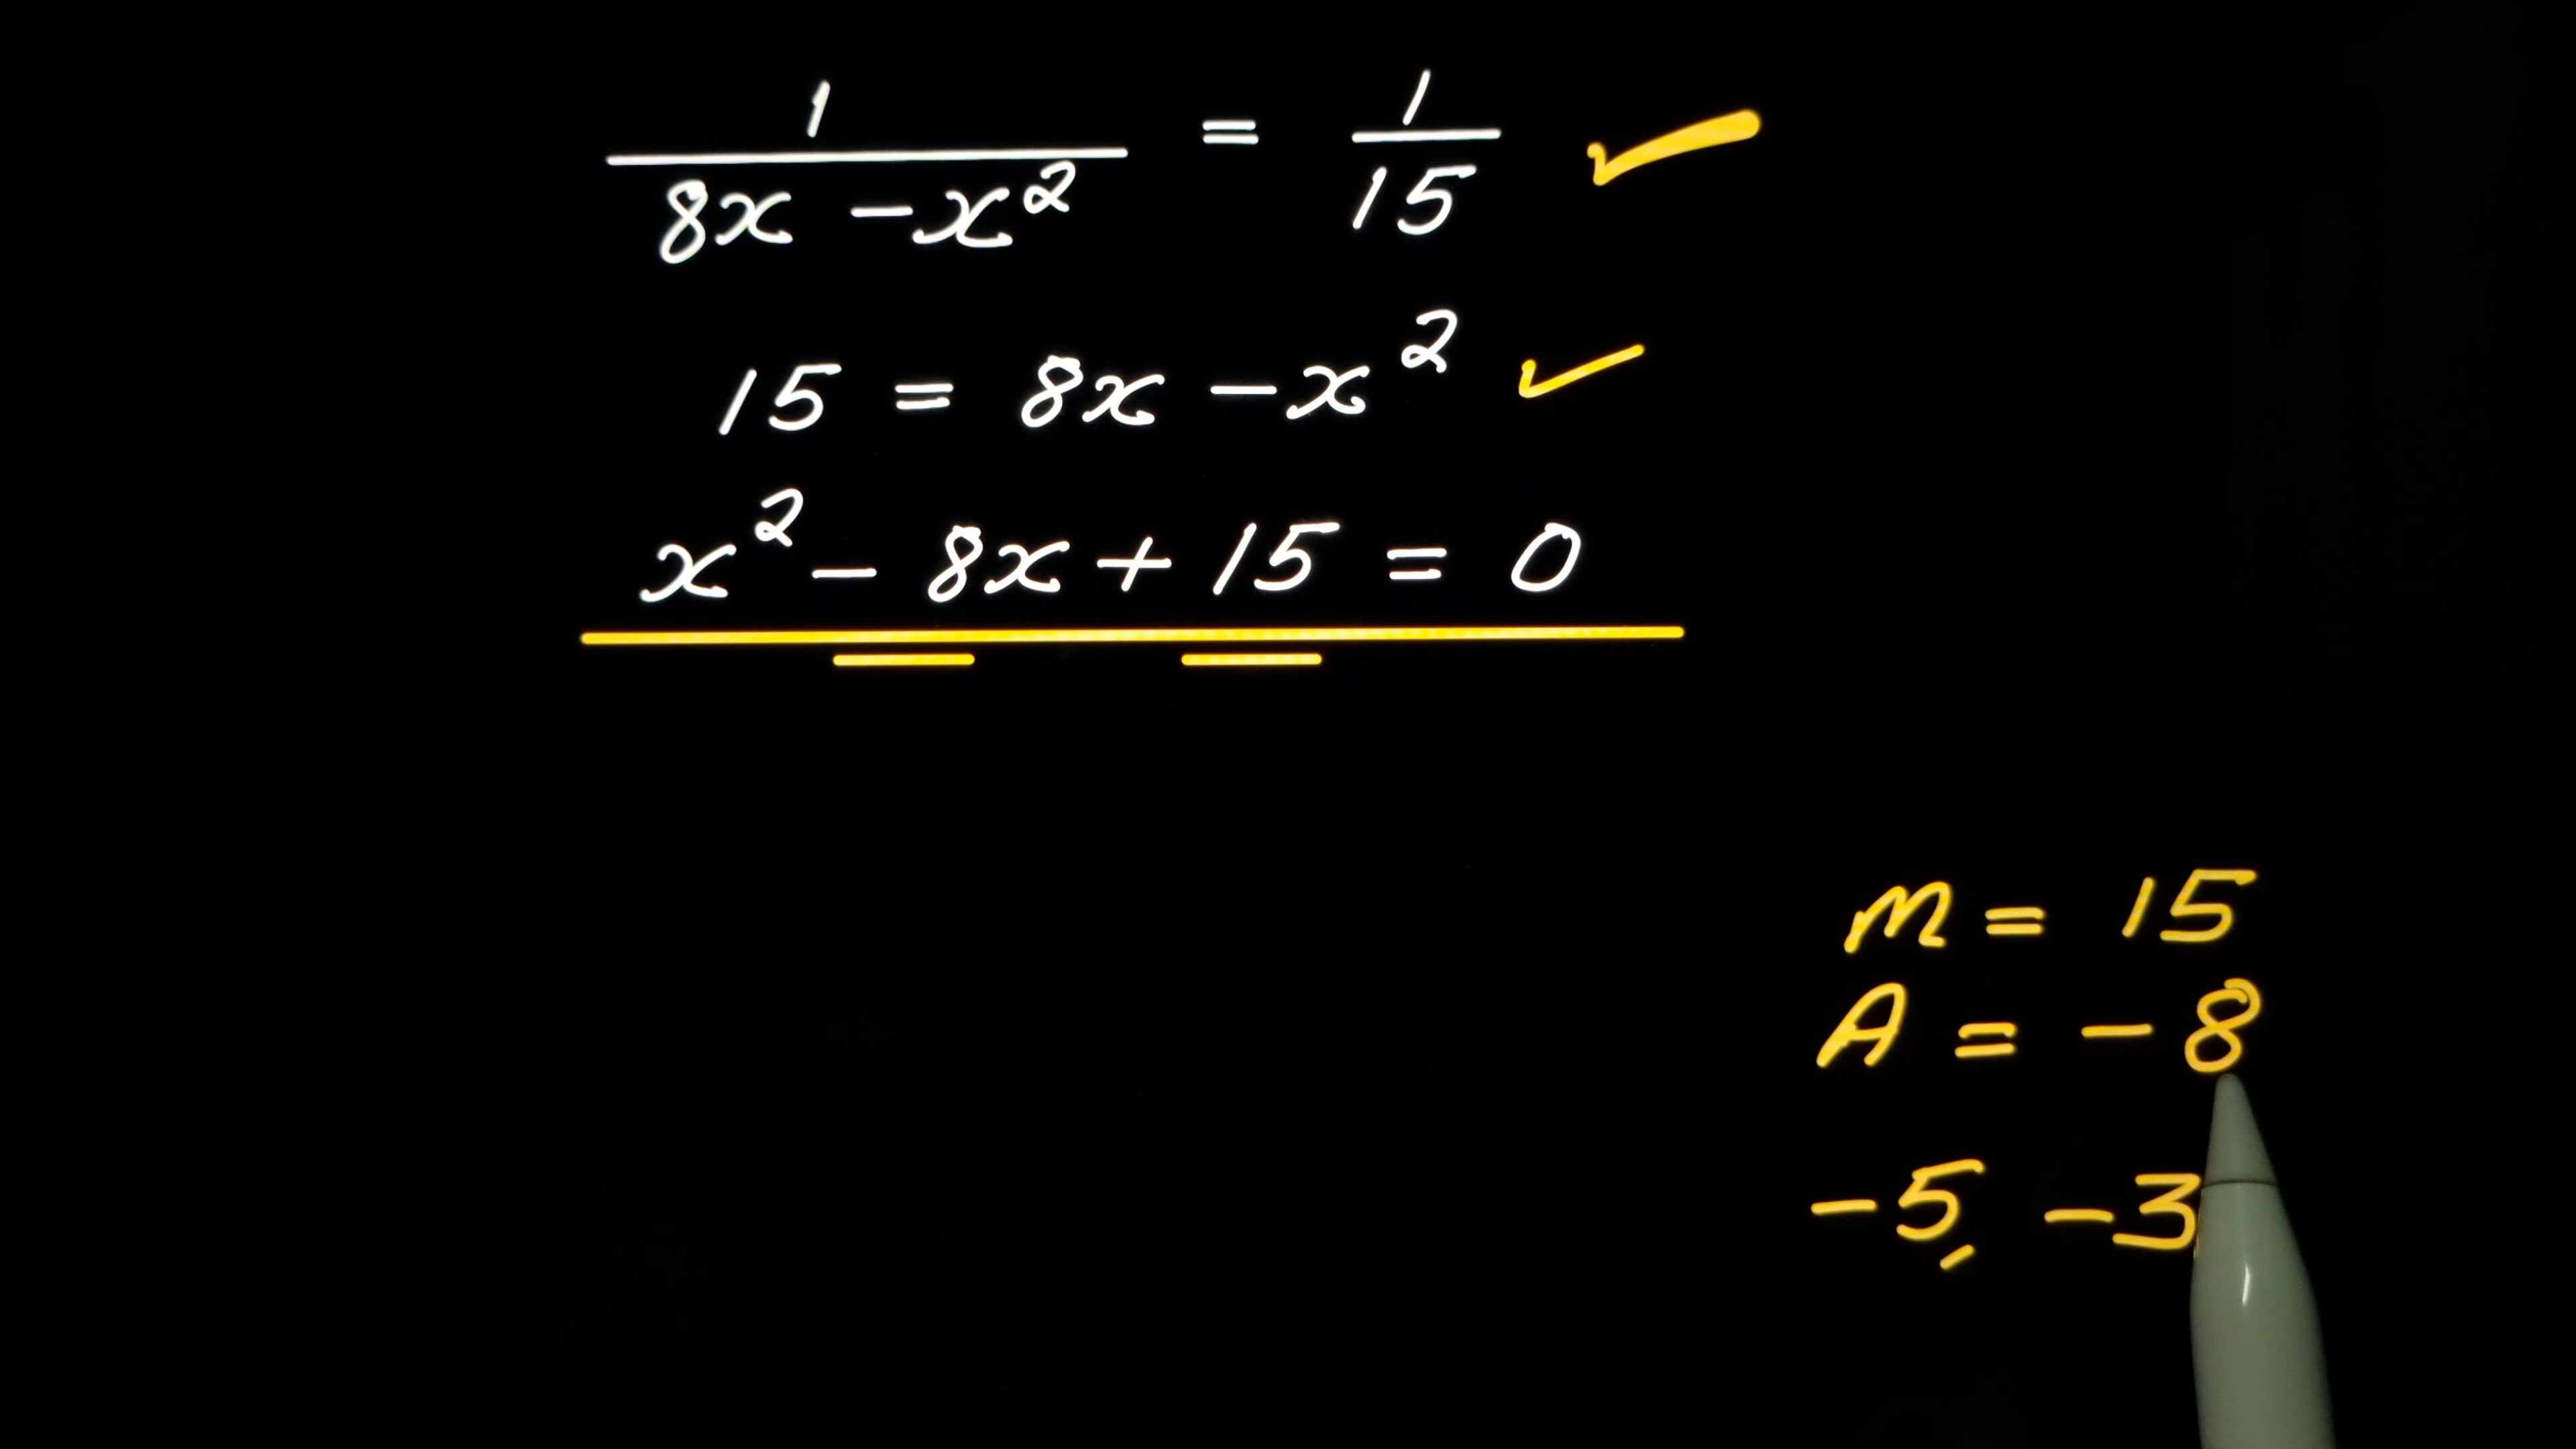 1/(8x - x²) = 1/15
15 = 8x - x²
x² - 8x + 15 = 0
M = 15
A = -8
-5, -3